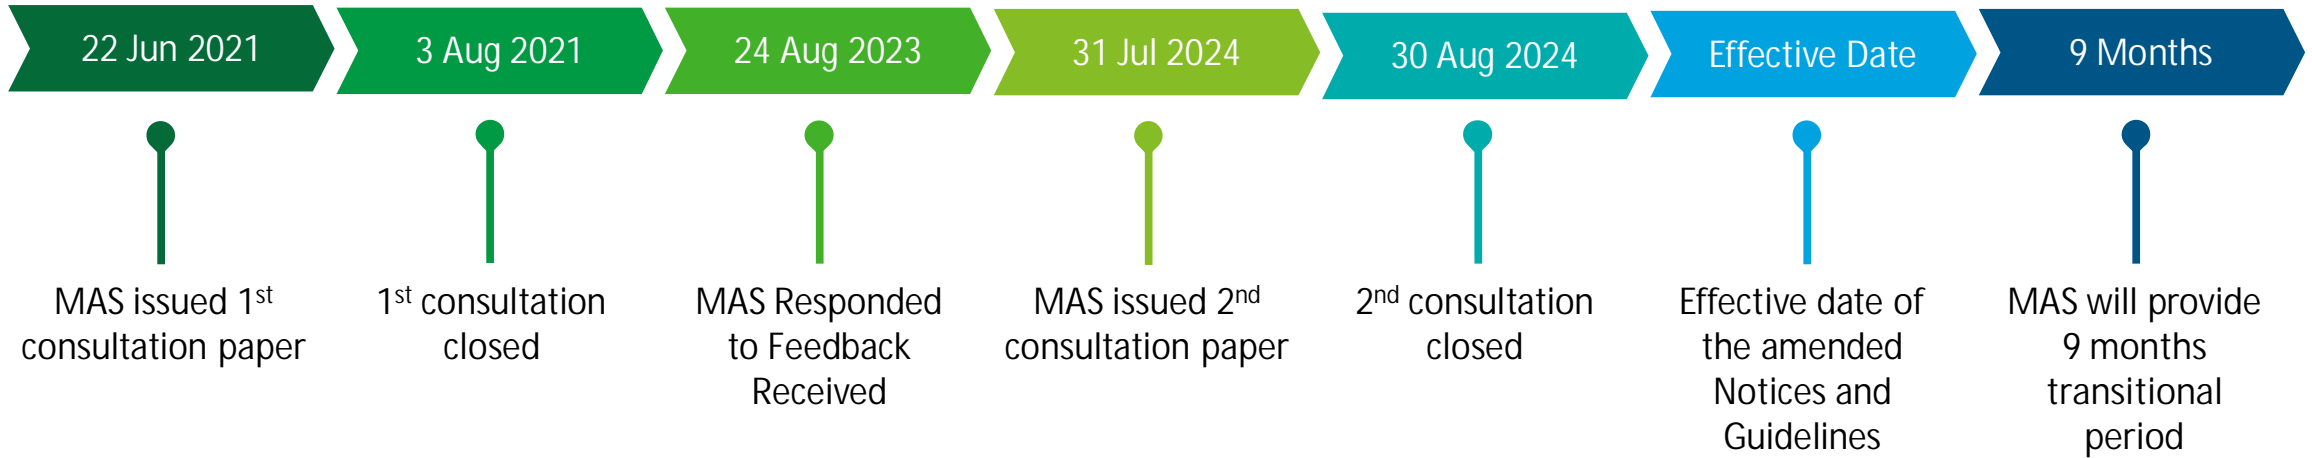 22 Jun 2021
3 Aug 2021
24 Aug 2023
31 Jul 2024
30 Aug 2024
Effective Date
9 Months
MAS issued 1st
consultation paper
1st consultation
closed
MAS Responded
to Feedback
Received
MAS issued 2nd
consultation paper
2nd consultation
closed
Effective date of
the amended
Notices and
Guidelines
MAS will provide
9 months
transitional
period